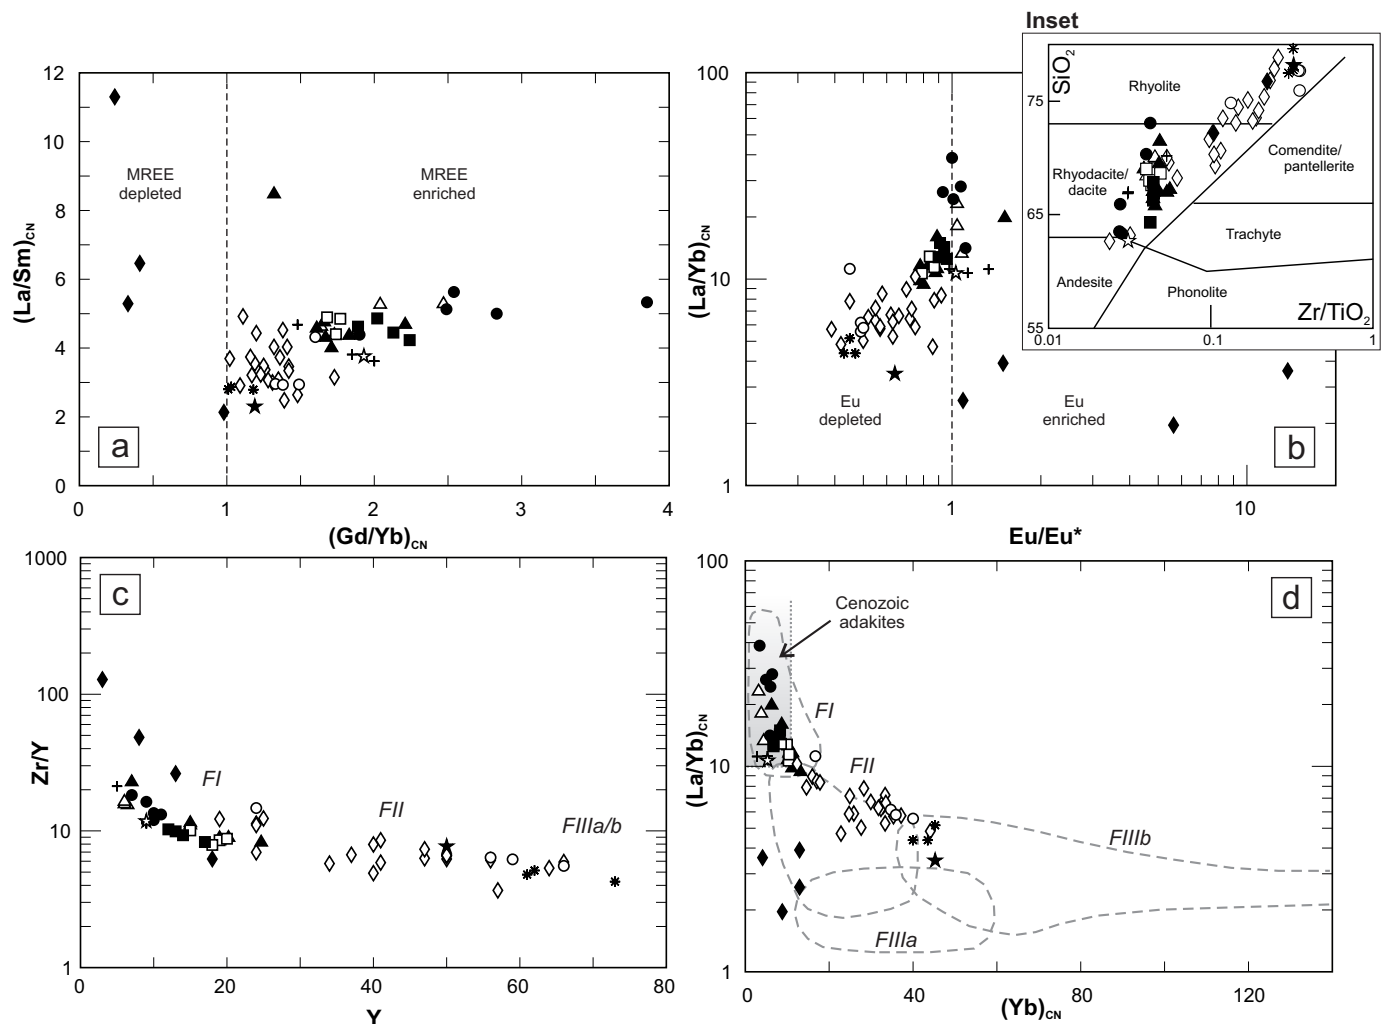 Inset
12
10
8
6
4
2
0
(La/Sm)CN
MREE
depleted
MREE
enriched
a
0
1
2
3
4
(Gd/Yb)CN
100
10
1
(La/Yb)CN
Eu
depleted
Eu
enriched
b
1
10
Eu/Eu*
SiO2
75
65
55
Rhyolite
Comendite/
pantellerite
Rhyodacite/
dacite
Trachyte
Andesite
Phonolite
Zr/TiO2
0.01
0.1
1
1000
100
10
1
Zr/Y
c
FI
FII
FIIIa/b
0
20
40
60
80
Y
100
10
1
(La/Yb)CN
Cenozoic
adakites
d
FI
FII
FIIIb
FIIIa
0
40
80
120
(Yb)CN